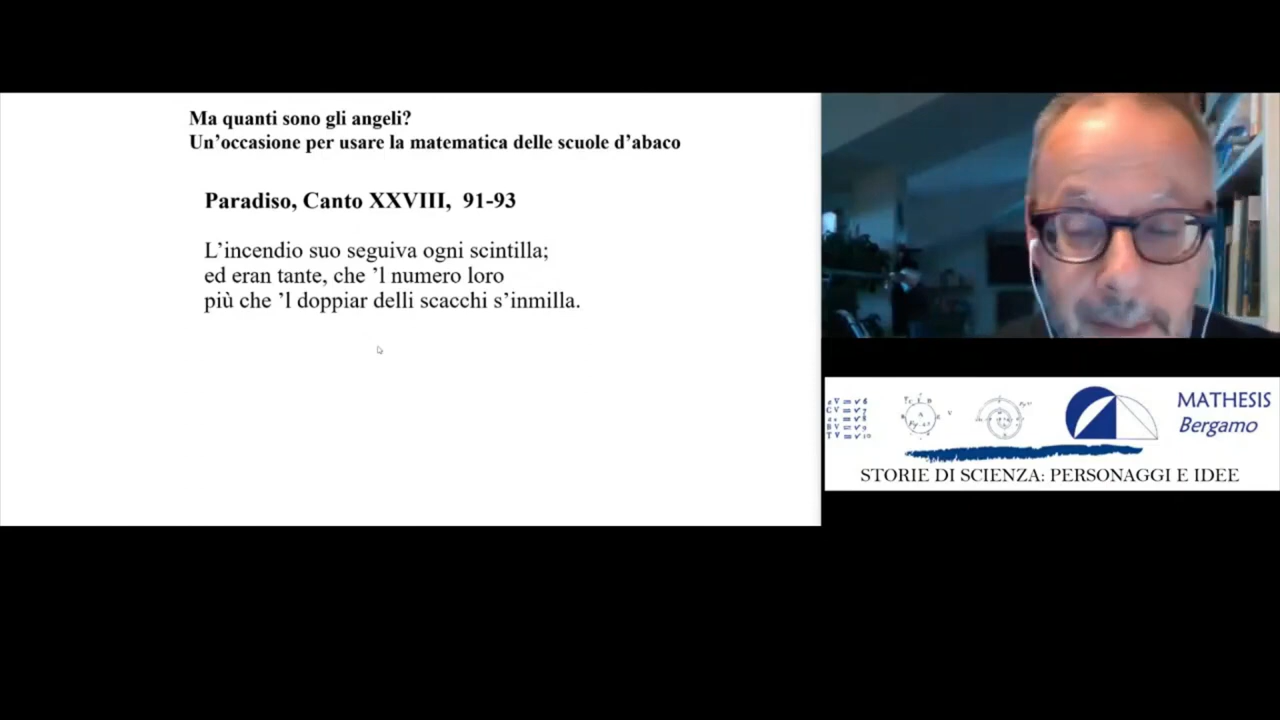 Ma quanti sono gli angeli?
Un'occasione per usare la matematica delle scuole d'abaco
Paradiso, Canto XXVIII, 91-93
L'incendio suo seguiva ogni scintilla;
ed eran tante, che 'l numero loro
più che 'l doppiar delli scacchi s'inmilla.
MATHESIS
Bergamo
STORIE DI SCIENZA: PERSONAGGI E IDEE